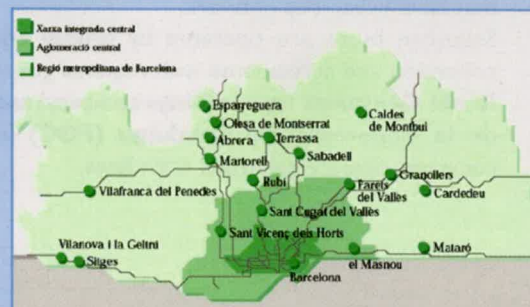 Xarxa integrada central
Aglomeració central
Regió metropolitana de Barcelona
Esparreguera
Olesa de Montserrat
Abrera
Terrassa
Caldes
de Montbui
Martorell
Sabadell
Rubí
Granollers
Parets
del Vallès
Cardedeu
Vilafranca del Penedès
Sant Cugat del Vallès
Sant Vicenç dels Horts
Vilanova i la Geltrú
Sitges
Barcelona
el Masnou
Mataró